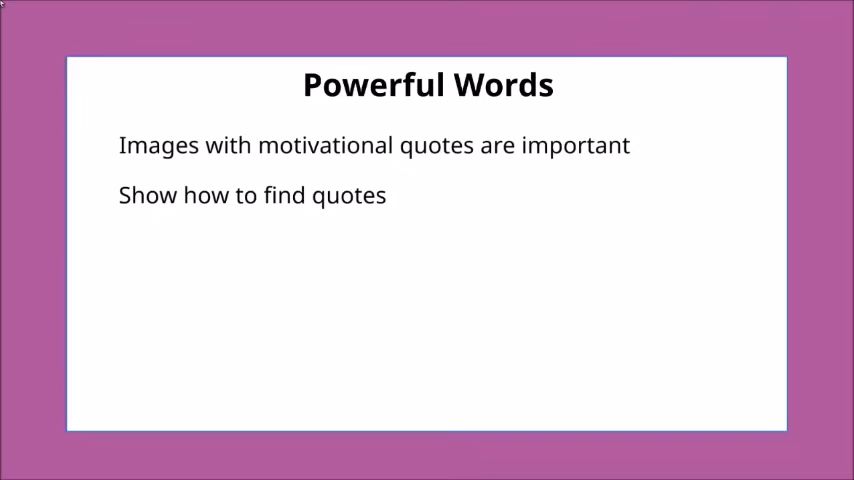 Powerful Words
Images with motivational quotes are important
Show how to find quotes